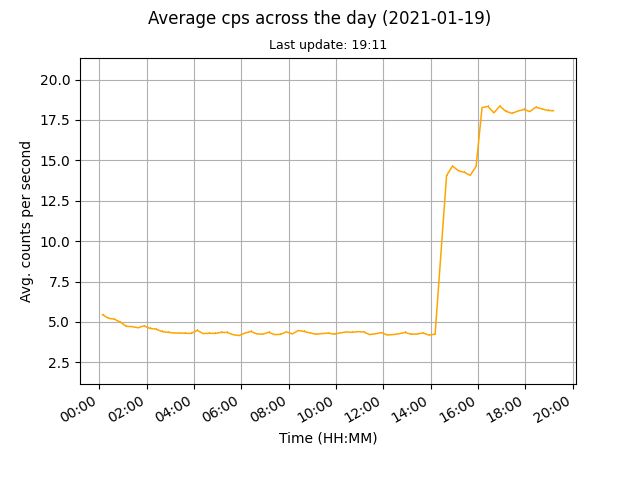 Average cps across the day (2021-01-19)
Last update: 19:11
20.0
17.5
15.0
12.5
10.0
7.5
5.0
2.5
Avg. counts per second
00:00 02:00 04:00 06:00 08:00 10:00 12:00 14:00 16:00 18:00 20:00
Time (HH:MM)